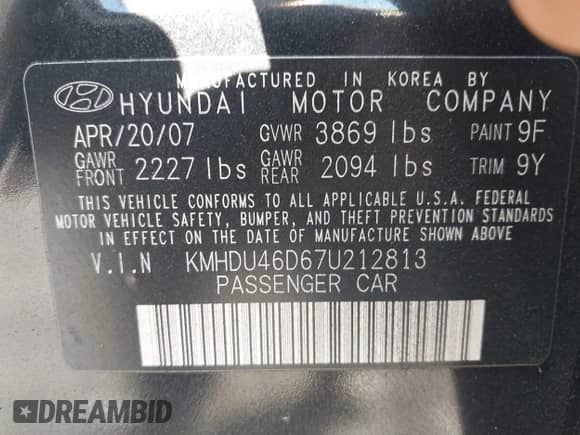 MANUFACTURED IN KOREA BY
HYUNDAI MOTOR COMPANY
APR/20/07 GVWR 3869 lbs PAINT 9F
GAWR FRONT 2227 lbs GAWR REAR 2094 lbs TRIM 9Y
THIS VEHICLE CONFORMS TO ALL APPLICABLE U.S.A. FEDERAL
MOTOR VEHICLE SAFETY, BUMPER, AND THEFT PREVENTION STANDARDS
IN EFFECT ON THE DATE OF MANUFACTURE SHOWN ABOVE
V.I.N KMHDU46D67U212813
PASSENGER CAR
DREAMBID